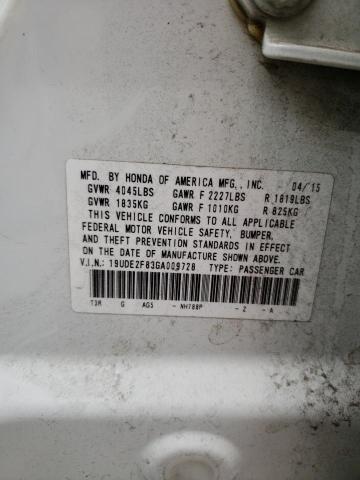 MFD. BY HONDA OF AMERICA MFG., INC. 04/15
GVWR 4045LBS GAWR F 2227LBS R 1819LBS
GVWR 1835KG GAWR F 1010KG R 825KG
THIS VEHICLE CONFORMS TO ALL APPLICABLE
FEDERAL MOTOR VEHICLE SAFETY, BUMPER,
AND THEFT PREVENTION STANDARDS IN EFFECT
ON THE DATE OF MANUFACTURE SHOWN ABOVE.
V.I.N.: 19UDE2F83GA009728 TYPE: PASSENGER CAR
T3R G AG5 - NH788P - Z - A